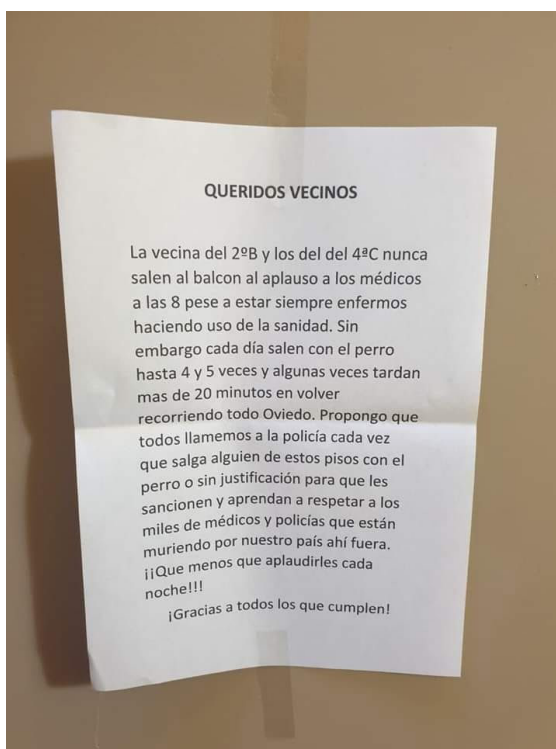 QUERIDOS VECINOS
La vecina del 2ºB y los del del 4ªC nunca
salen al balcon al aplauso a los médicos
a las 8 pese a estar siempre enfermos
haciendo uso de la sanidad. Sin
embargo cada día salen con el perro
hasta 4 y 5 veces y algunas veces tardan
mas de 20 minutos en volver
recorriendo todo Oviedo. Propongo que
todos llamemos a la policía cada vez
que salga alguien de estos pisos con el
perro o sin justificación para que les
sancionen y aprendan a respetar a los
miles de médicos y policías que están
muriendo por nuestro país ahí fuera.
¡¡Que menos que aplaudirles cada
noche!!!
¡Gracias a todos los que cumplen!